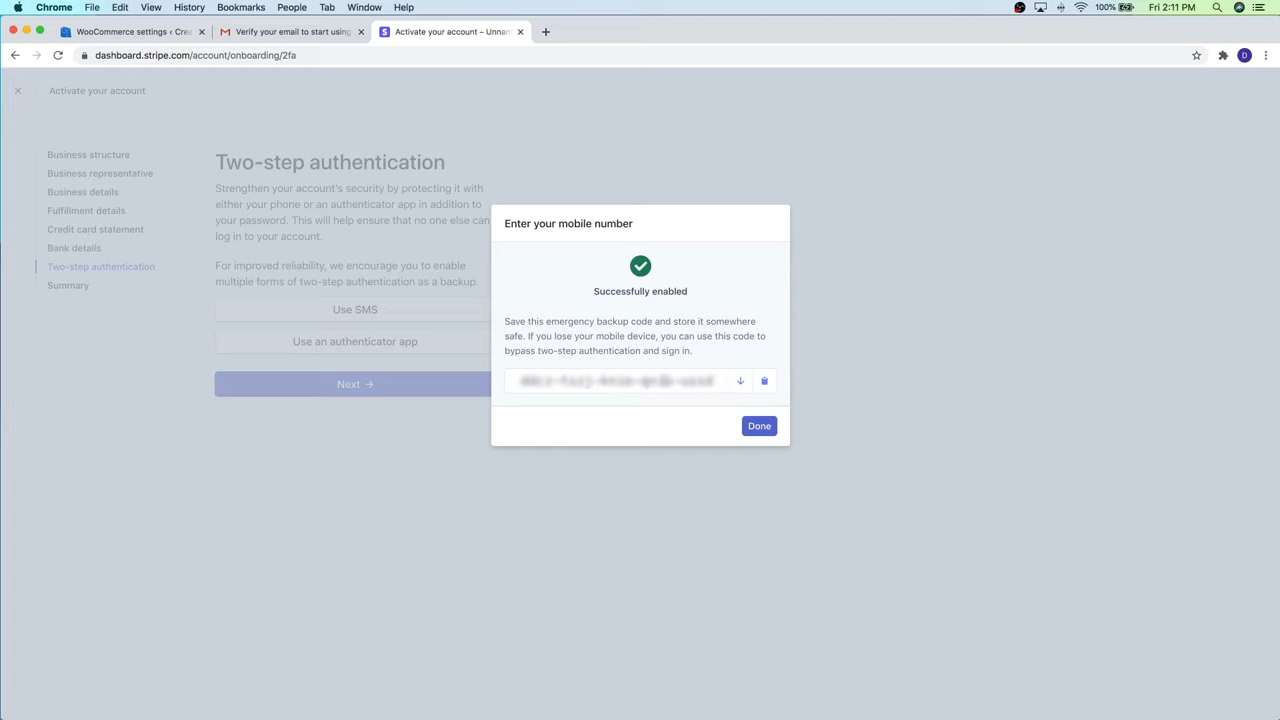 Chrome File Edit View History Bookmarks People Tab Window Help 100% Fri 2:11 PM
WooCommerce settings ‹ Crea Verify your email to start using Activate your account – Unnam
dashboard.stripe.com/account/onboarding/2fa D
Activate your account
Business structure
Business representative
Business details
Fulfillment details
Credit card statement
Bank details
Two-step authentication
Summary
Two-step authentication
Strengthen your account's security by protecting it with
either your phone or an authenticator app in addition to
your password. This will help ensure that no one else can
log in to your account.
For improved reliability, we encourage you to enable
multiple forms of two-step authentication as a backup.
Use SMS
Use an authenticator app
Next →
Enter your mobile number
Successfully enabled
Save this emergency backup code and store it somewhere
safe. If you lose your mobile device, you can use this code to
bypass two-step authentication and sign in.
Done